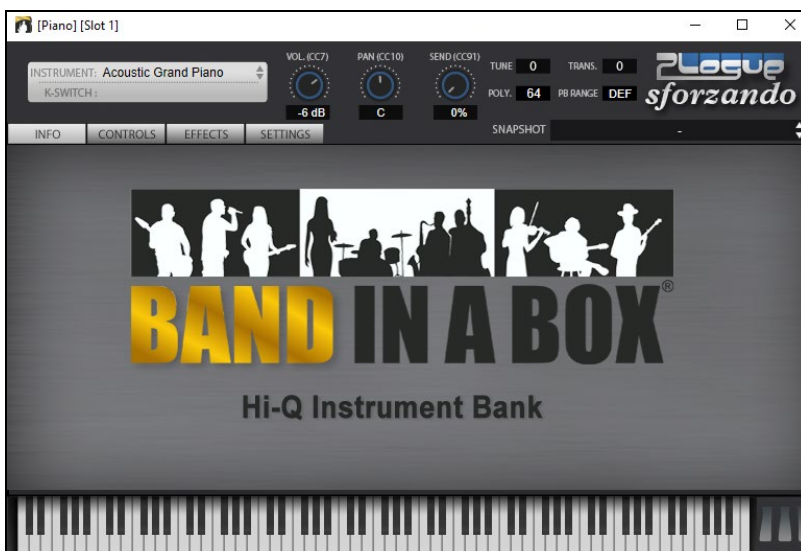 [Piano] [Slot 1]
INSTRUMENT: Acoustic Grand Piano
K-SWITCH :
VOL. (CC7)
-6 dB
PAN (CC10)
C
SEND (CC91)
0%
TUNE 0 TRANS. 0
POLY. 64 PB RANGE DEF
Plogue
sforzando
INFO CONTROLS EFFECTS SETTINGS
SNAPSHOT -
BAND IN A BOX®
Hi-Q Instrument Bank